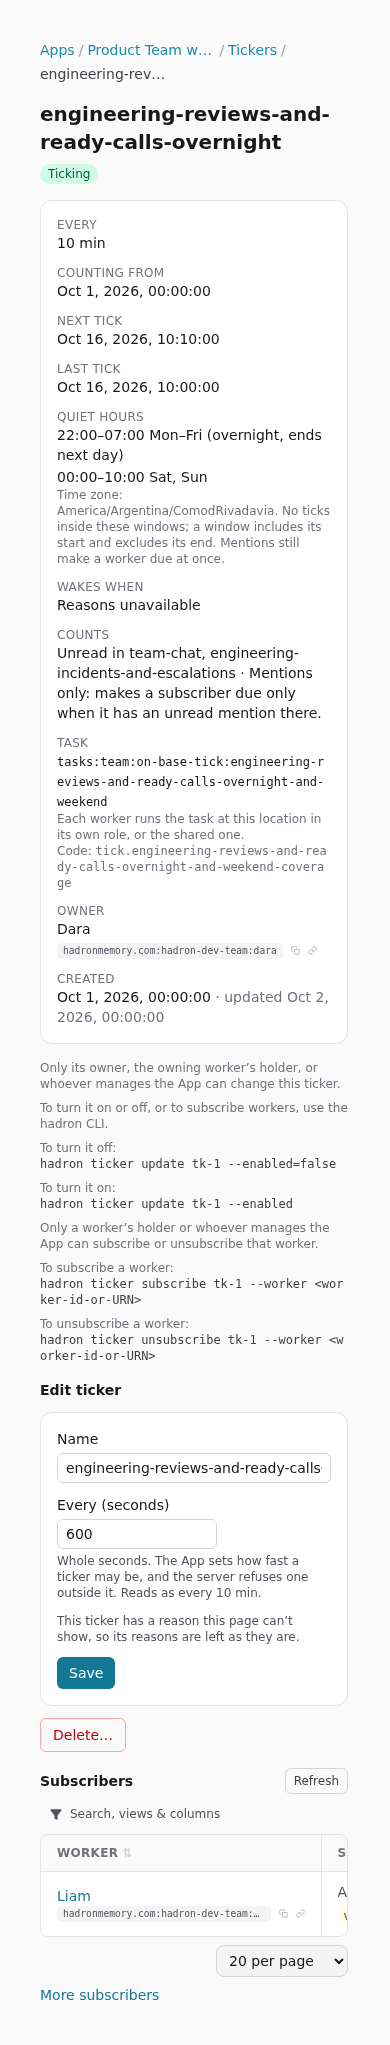 Apps / Product Team w… / Tickers /
engineering-rev…
engineering-reviews-and-
ready-calls-overnight
Ticking
EVERY
10 min
COUNTING FROM
Oct 1, 2026, 00:00:00
NEXT TICK
Oct 16, 2026, 10:10:00
LAST TICK
Oct 16, 2026, 10:00:00
QUIET HOURS
22:00–07:00 Mon–Fri (overnight, ends
next day)
00:00–10:00 Sat, Sun
Time zone:
America/Argentina/ComodRivadavia. No ticks
inside these windows; a window includes its
start and excludes its end. Mentions still
make a worker due at once.
WAKES WHEN
Reasons unavailable
COUNTS
Unread in team-chat, engineering-
incidents-and-escalations · Mentions
only: makes a subscriber due only
when it has an unread mention there.
TASK
tasks:team:on-base-tick:engineering-r
eviews-and-ready-calls-overnight-and-
weekend
Each worker runs the task at this location in
its own role, or the shared one.
Code: tick.engineering-reviews-and-rea
dy-calls-overnight-and-weekend-covera
ge
OWNER
Dara
hadronmemory.com:hadron-dev-team:dara
CREATED
Oct 1, 2026, 00:00:00 · updated Oct 2,
2026, 00:00:00
Only its owner, the owning worker’s holder, or
whoever manages the App can change this ticker.
To turn it on or off, or to subscribe workers, use the
hadron CLI.
To turn it off:
hadron ticker update tk-1 --enabled=false
To turn it on:
hadron ticker update tk-1 --enabled
Only a worker’s holder or whoever manages the
App can subscribe or unsubscribe that worker.
To subscribe a worker:
hadron ticker subscribe tk-1 --worker <wor
ker-id-or-URN>
To unsubscribe a worker:
hadron ticker unsubscribe tk-1 --worker <w
orker-id-or-URN>
Edit ticker
Name
engineering-reviews-and-ready-calls
Every (seconds)
600
Whole seconds. The App sets how fast a
ticker may be, and the server refuses one
outside it. Reads as every 10 min.
This ticker has a reason this page can’t
show, so its reasons are left as they are.
Save
Delete…
Subscribers
Refresh
Search, views & columns
WORKER S
Liam A
hadronmemory.com:hadron-dev-team:…
20 per page
More subscribers